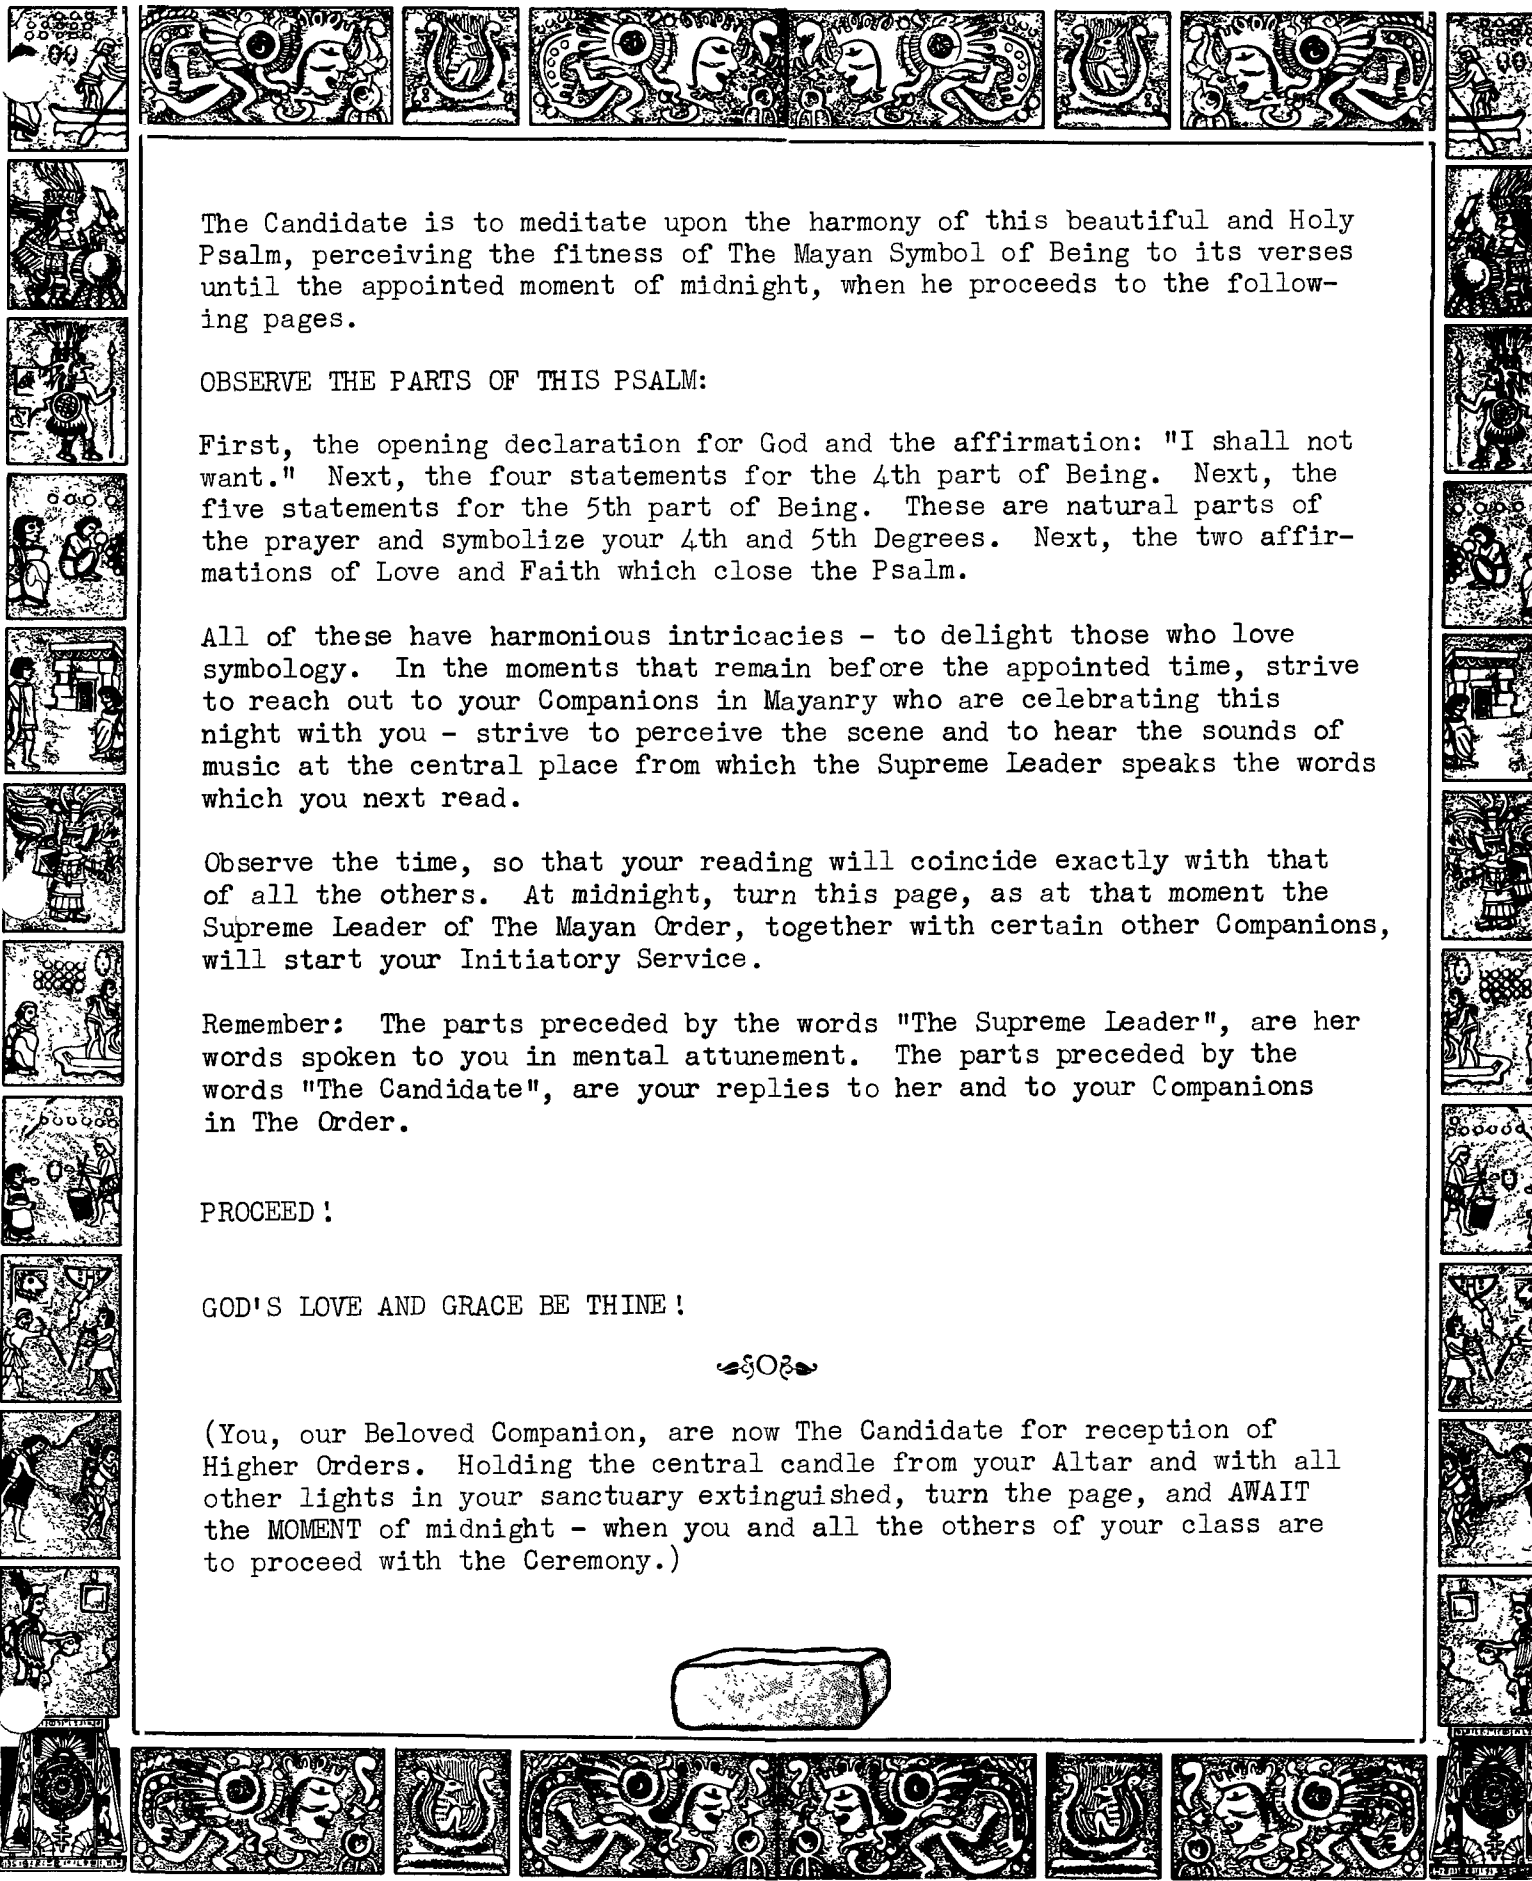 The Candidate is to meditate upon the harmony of this beautiful and Holy
Psalm, perceiving the fitness of The Mayan Symbol of Being to its verses
until the appointed moment of midnight, when he proceeds to the follow-
ing pages.
OBSERVE THE PARTS OF THIS PSALM:
First, the opening declaration for God and the affirmation: "I shall not
want." Next, the four statements for the 4th part of Being. Next, the
five statements for the 5th part of Being. These are natural parts of
the prayer and symbolize your 4th and 5th Degrees. Next, the two affir-
mations of Love and Faith which close the Psalm.
All of these have harmonious intricacies - to delight those who love
symbology. In the moments that remain before the appointed time, strive
to reach out to your Companions in Mayanry who are celebrating this
night with you - strive to perceive the scene and to hear the sounds of
music at the central place from which the Supreme Leader speaks the words
which you next read.
Observe the time, so that your reading will coincide exactly with that
of all the others. At midnight, turn this page, as at that moment the
Supreme Leader of The Mayan Order, together with certain other Companions,
will start your Initiatory Service.
Remember: The parts preceded by the words "The Supreme Leader", are her
words spoken to you in mental attunement. The parts preceded by the
words "The Candidate", are your replies to her and to your Companions
in The Order.
PROCEED!
GOD'S LOVE AND GRACE BE THINE!
(You, our Beloved Companion, are now The Candidate for reception of
Higher Orders. Holding the central candle from your Altar and with all
other lights in your sanctuary extinguished, turn the page, and AWAIT
the MOMENT of midnight - when you and all the others of your class are
to proceed with the Ceremony.)